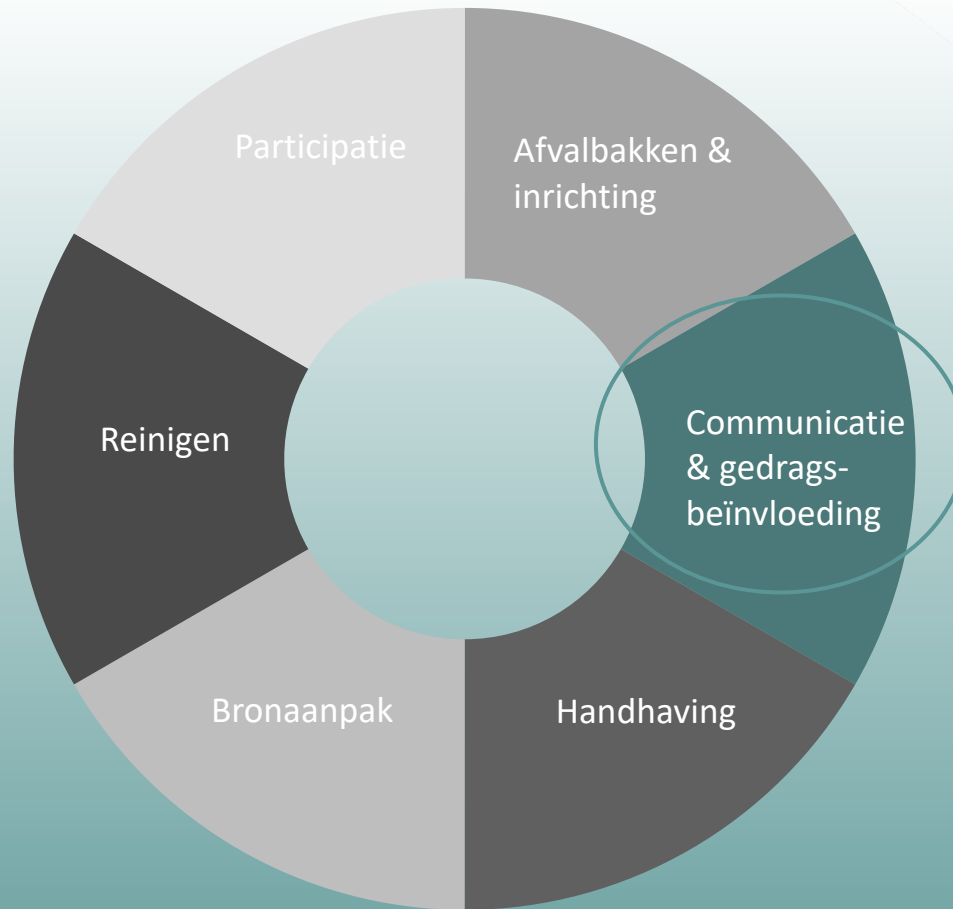 Participatie
Afvalbakken &
inrichting
Reinigen
Communicatie
& gedrags-
beïnvloeding
Bronaanpak
Handhaving